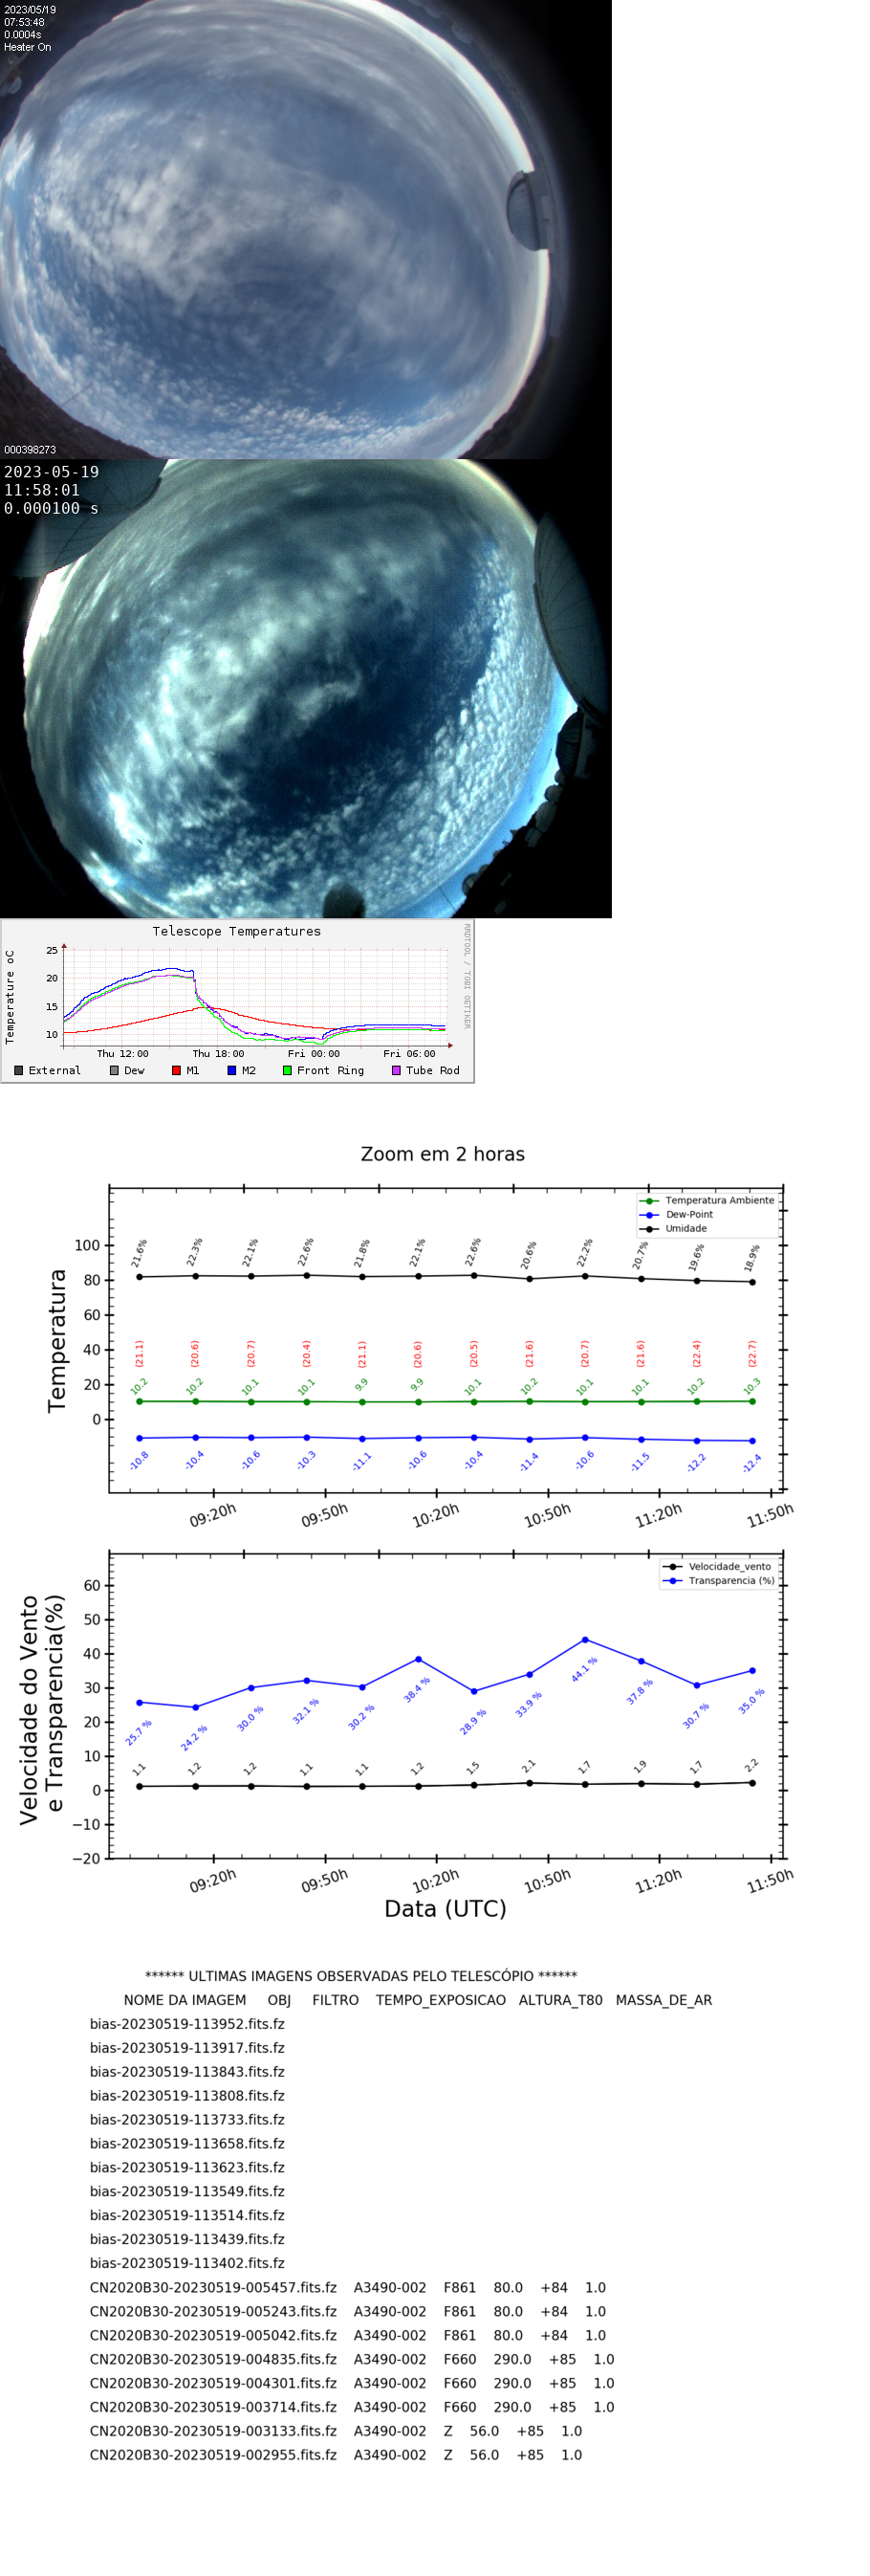 2023/05/19
07:53:48
0.0004s
Heater On
000398273
2023-05-19
11:58:01
0.000100 s
Telescope Temperatures
RRDTOOL / TOBI OETIKER
Temperature oC
25
20
15
10
Thu 12:00 Thu 18:00 Fri 00:00 Fri 06:00
External Dew M1 M2 Front Ring Tube Rod
Zoom em 2 horas
Temperatura Ambiente
Dew-Point
Umidade
Temperatura
100
80
60
40
20
0
21.6% 22.3% 22.1% 22.6% 21.8% 22.1% 22.6% 20.6% 22.2% 20.7% 19.6% 18.9%
(21.1) (20.6) (20.7) (20.4) (21.1) (20.6) (20.5) (21.6) (20.7) (21.6) (22.4) (22.7)
10.2 10.2 10.1 10.1 9.9 9.9 10.1 10.2 10.1 10.1 10.2 10.3
-10.8 -10.4 -10.6 -10.3 -11.1 -10.6 -10.4 -11.4 -10.6 -11.5 -12.2 -12.4
09:20h 09:50h 10:20h 10:50h 11:20h 11:50h
Velocidade_vento
Transparencia (%)
Velocidade do Vento
e Transparencia(%)
60
50
40
30
20
10
0
−10
−20
25.7 % 24.2 % 30.0 % 32.1 % 30.2 % 38.4 % 28.9 % 33.9 % 44.1 % 37.8 % 30.7 % 35.0 %
1.1 1.2 1.2 1.1 1.1 1.2 1.5 2.1 1.7 1.9 1.7 2.2
09:20h 09:50h 10:20h 10:50h 11:20h 11:50h
Data (UTC)
****** ULTIMAS IMAGENS OBSERVADAS PELO TELESCÓPIO ******
NOME DA IMAGEM OBJ FILTRO TEMPO_EXPOSICAO ALTURA_T80 MASSA_DE_AR
bias-20230519-113952.fits.fz
bias-20230519-113917.fits.fz
bias-20230519-113843.fits.fz
bias-20230519-113808.fits.fz
bias-20230519-113733.fits.fz
bias-20230519-113658.fits.fz
bias-20230519-113623.fits.fz
bias-20230519-113549.fits.fz
bias-20230519-113514.fits.fz
bias-20230519-113439.fits.fz
bias-20230519-113402.fits.fz
CN2020B30-20230519-005457.fits.fz A3490-002 F861 80.0 +84 1.0
CN2020B30-20230519-005243.fits.fz A3490-002 F861 80.0 +84 1.0
CN2020B30-20230519-005042.fits.fz A3490-002 F861 80.0 +84 1.0
CN2020B30-20230519-004835.fits.fz A3490-002 F660 290.0 +85 1.0
CN2020B30-20230519-004301.fits.fz A3490-002 F660 290.0 +85 1.0
CN2020B30-20230519-003714.fits.fz A3490-002 F660 290.0 +85 1.0
CN2020B30-20230519-003133.fits.fz A3490-002 Z 56.0 +85 1.0
CN2020B30-20230519-002955.fits.fz A3490-002 Z 56.0 +85 1.0